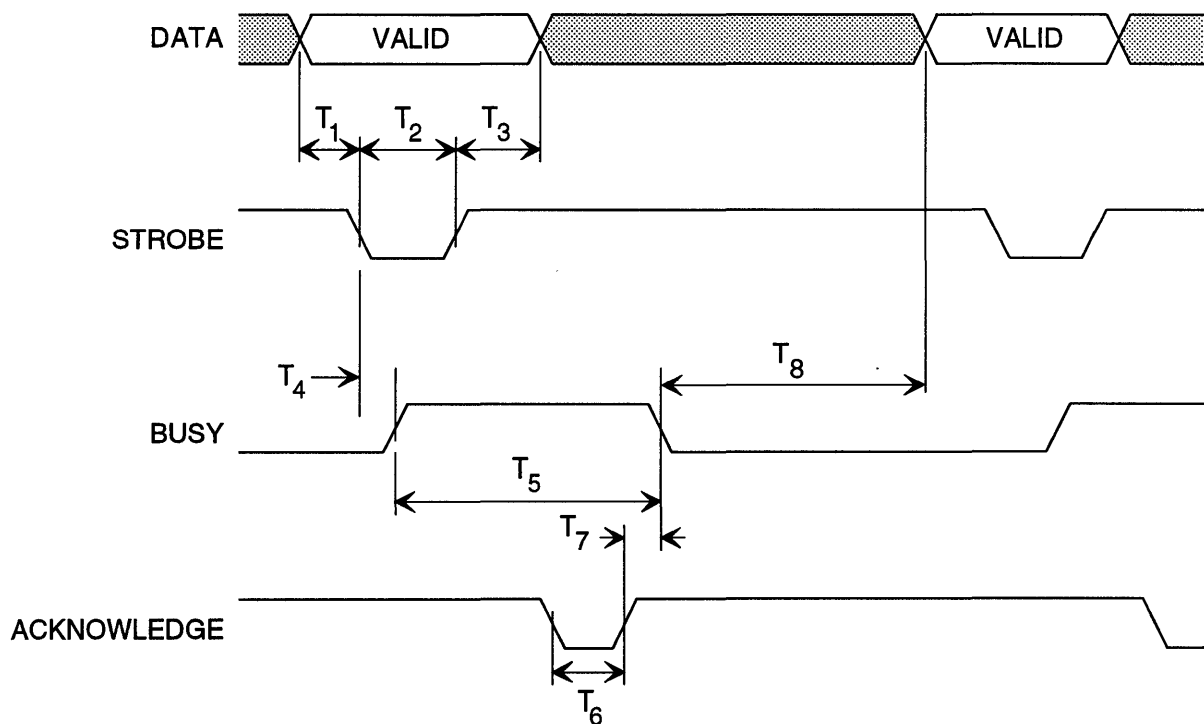 DATA VALID VALID
T1 T2 T3
STROBE
T8
T4
BUSY
T5
T7
ACKNOWLEDGE
T6